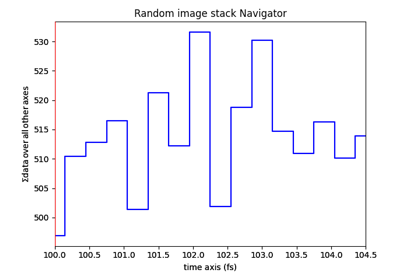 Random image stack Navigator
530
525
520
515
510
505
500
Σdata over all other axes
100.0 100.5 101.0 101.5 102.0 102.5 103.0 103.5 104.0 104.5
time axis (fs)